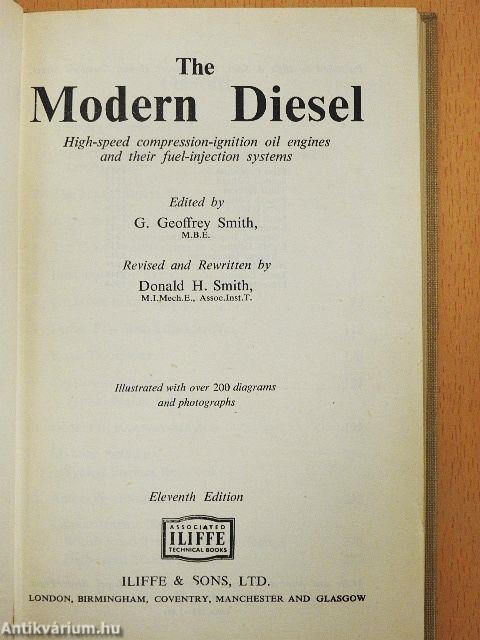 The
Modern Diesel
High-speed compression-ignition oil engines
and their fuel-injection systems
Edited by
G. Geoffrey Smith,
M.B.E.
Revised and Rewritten by
Donald H. Smith,
M.I.Mech.E., Assoc.Inst.T.
Illustrated with over 200 diagrams
and photographs
Eleventh Edition
ASSOCIATED
ILIFFE
TECHNICAL BOOKS
ILIFFE & SONS, LTD.
LONDON, BIRMINGHAM, COVENTRY, MANCHESTER AND GLASGOW
Antikvárium.hu